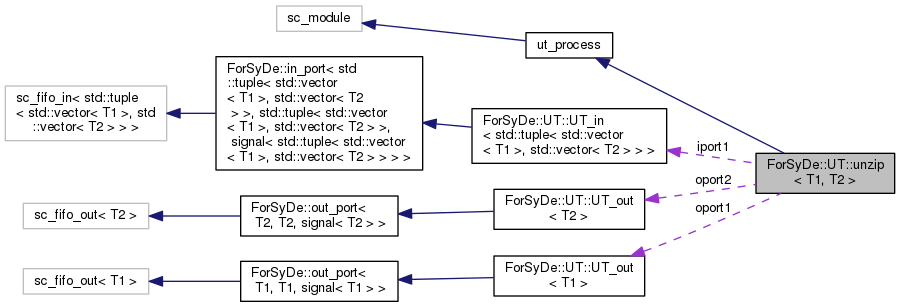 sc_module
ut_process
ForSyDe::in_port< std
::tuple< std::vector
< T1 >, std::vector< T2
> >, std::tuple< std::vector
< T1 >, std::vector< T2 > >,
signal< std::tuple< std::vector
< T1 >, std::vector< T2 > > > >
sc_fifo_in< std::tuple
< std::vector< T1 >, std
::vector< T2 > > >
ForSyDe::UT::UT_in
< std::tuple< std::vector
< T1 >, std::vector< T2 > > >
iport1
ForSyDe::UT::unzip
< T1, T2 >
oport2
oport1
sc_fifo_out< T2 >
ForSyDe::out_port<
T2, T2, signal< T2 > >
ForSyDe::UT::UT_out
< T2 >
sc_fifo_out< T1 >
ForSyDe::out_port<
T1, T1, signal< T1 > >
ForSyDe::UT::UT_out
< T1 >